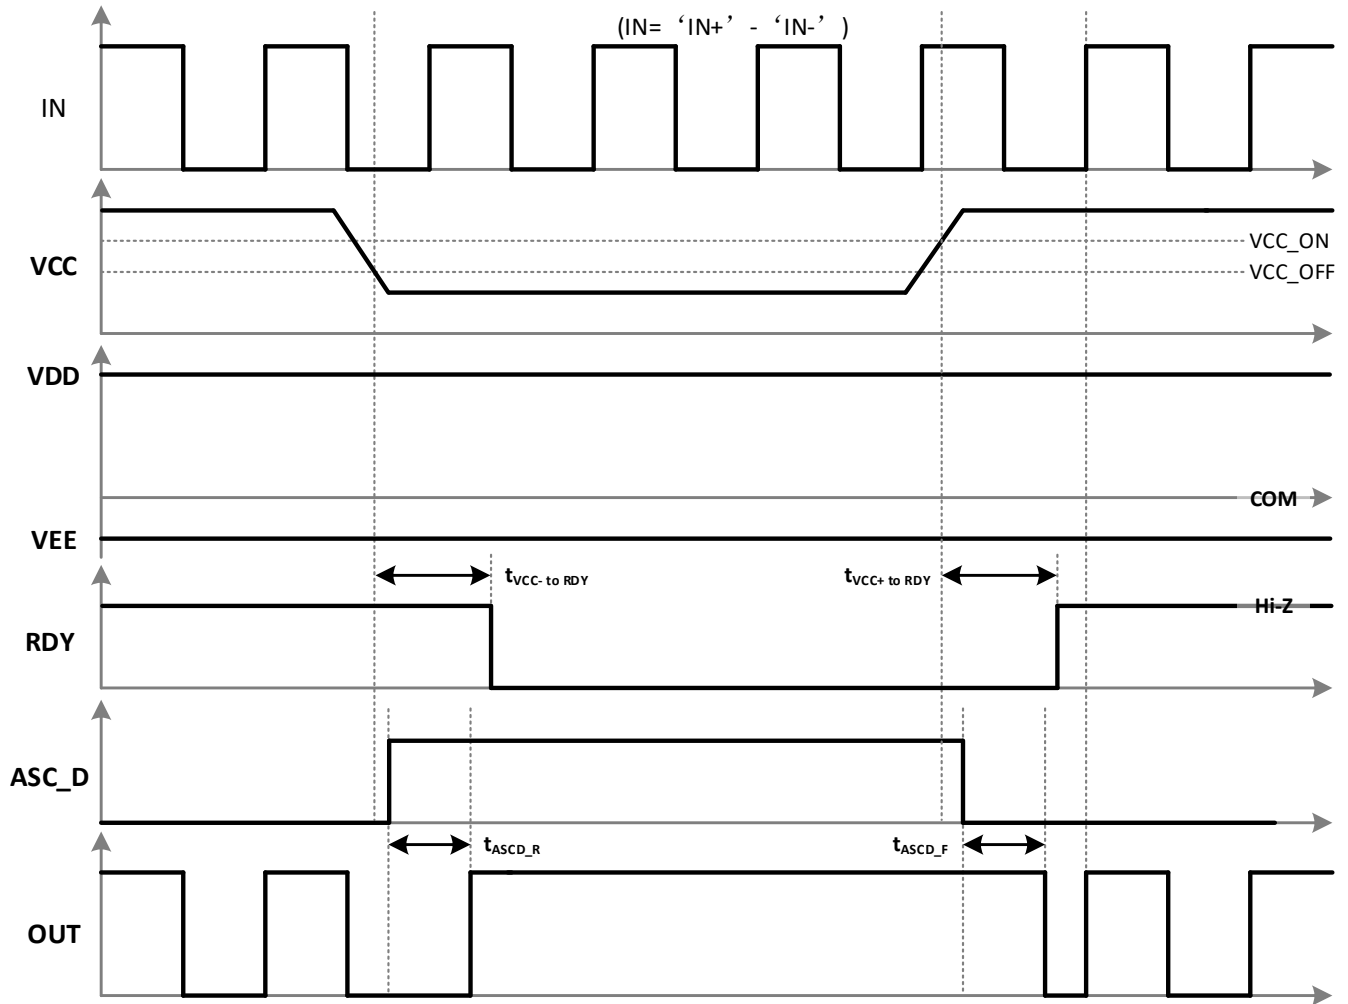 (IN= ‘IN+’ - ‘IN-’ )
IN
VCC_ON
VCC
VCC_OFF
VDD
COM
VEE
tVCC- to RDY
tVCC+ to RDY
Hi-Z
RDY
ASC_D
tASCD_R
tASCD_F
OUT